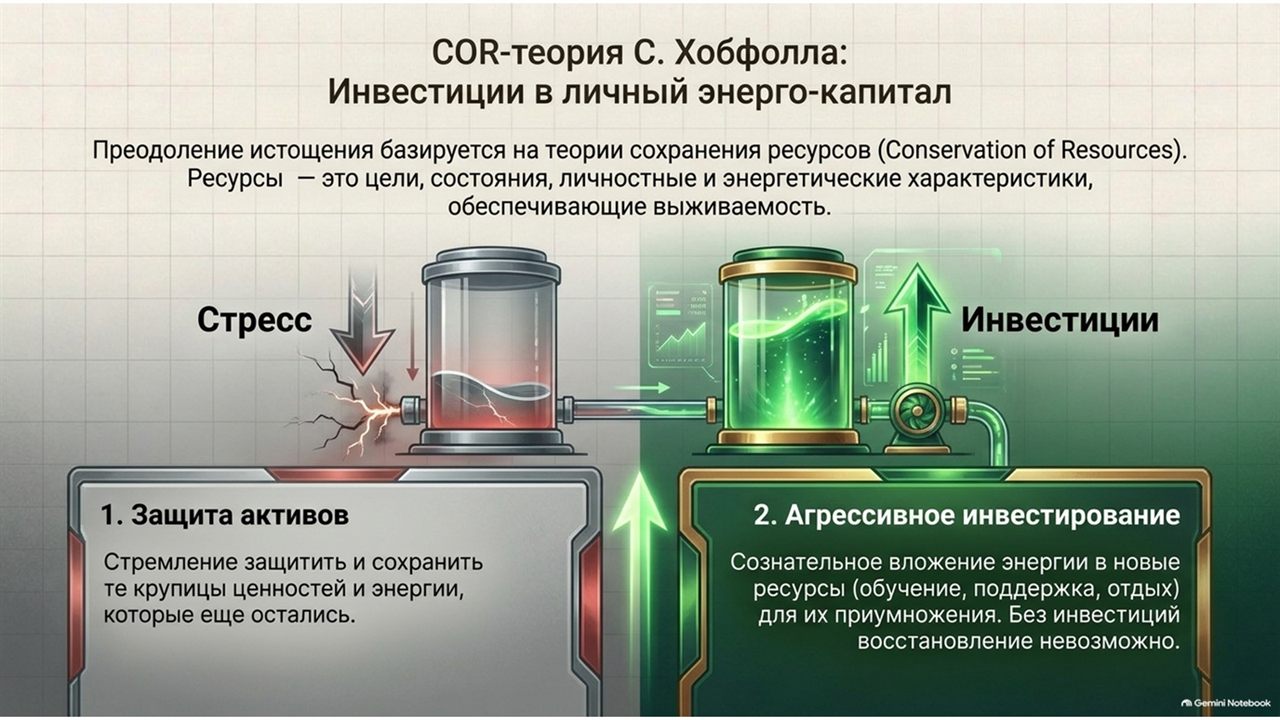 COR-теория С. Хобфолла:
Инвестиции в личный энерго-капитал
Преодоление истощения базируется на теории сохранения ресурсов (Conservation of Resources).
Ресурсы — это цели, состояния, личностные и энергетические характеристики,
обеспечивающие выживаемость.
Стресс
Инвестиции
1. Защита активов
Стремление защитить и сохранить
те крупицы ценностей и энергии,
которые еще остались.
2. Агрессивное инвестирование
Сознательное вложение энергии в новые
ресурсы (обучение, поддержка, отдых)
для их приумножения. Без инвестиций
восстановление невозможно.
Gemini Notebook